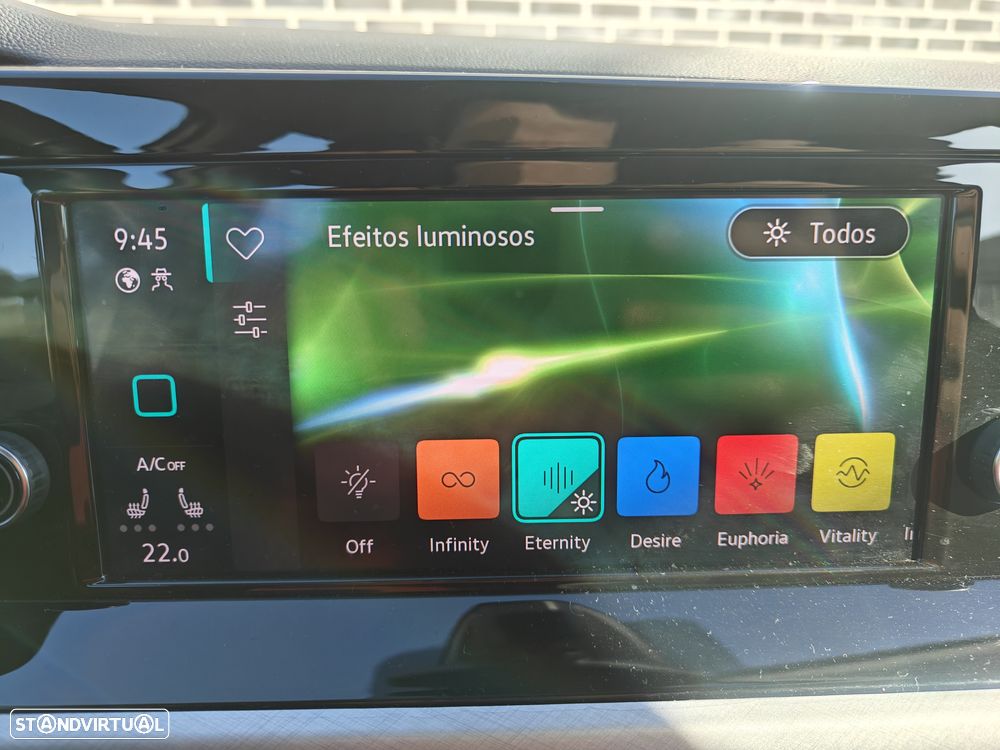 9:45
Efeitos luminosos
Todos
A/C OFF
22.0
Off
Infinity
Eternity
Desire
Euphoria
Vitality
STANDVIRTUAL